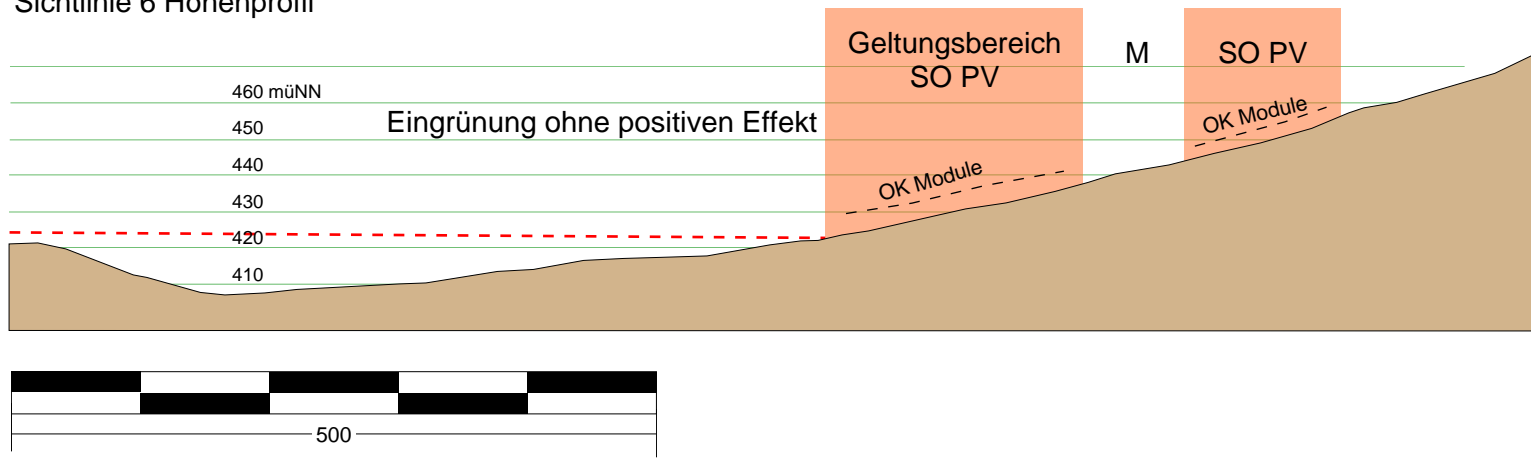 Sichtlinie 6 Höhenprofil
Geltungsbereich
SO PV
M
SO PV
460 müNN
Eingrünung ohne positiven Effekt
450
OK Module
440
OK Module
430
420
410
500